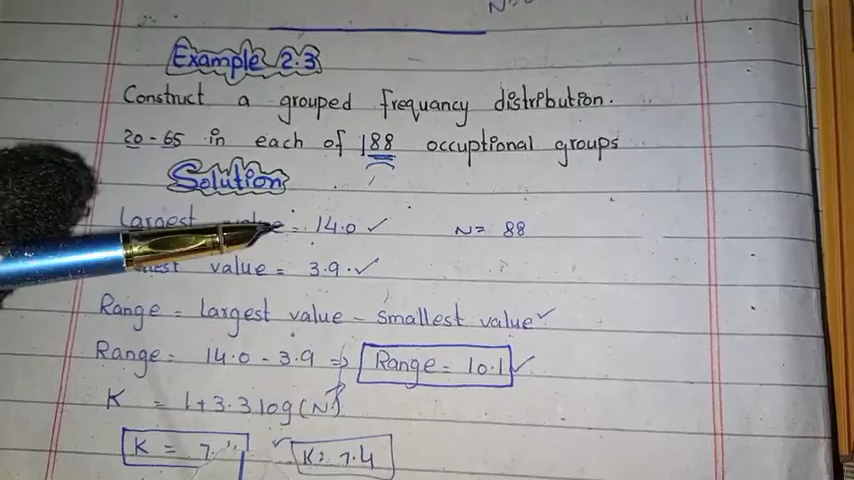 Example 2.3
Construct a grouped frequancy distribution.
20-65 in each of 188 occuptional groups
Solution
Largest value = 14.0 ✓ N= 88
value = 3.9. ✓
Range = largest value - smallest value ✓
Range = 14.0 - 3.9 ⇒ Range = 10.1 ✓
K = 1+3.3log(N)
K = 7. ✓ K= 7.4